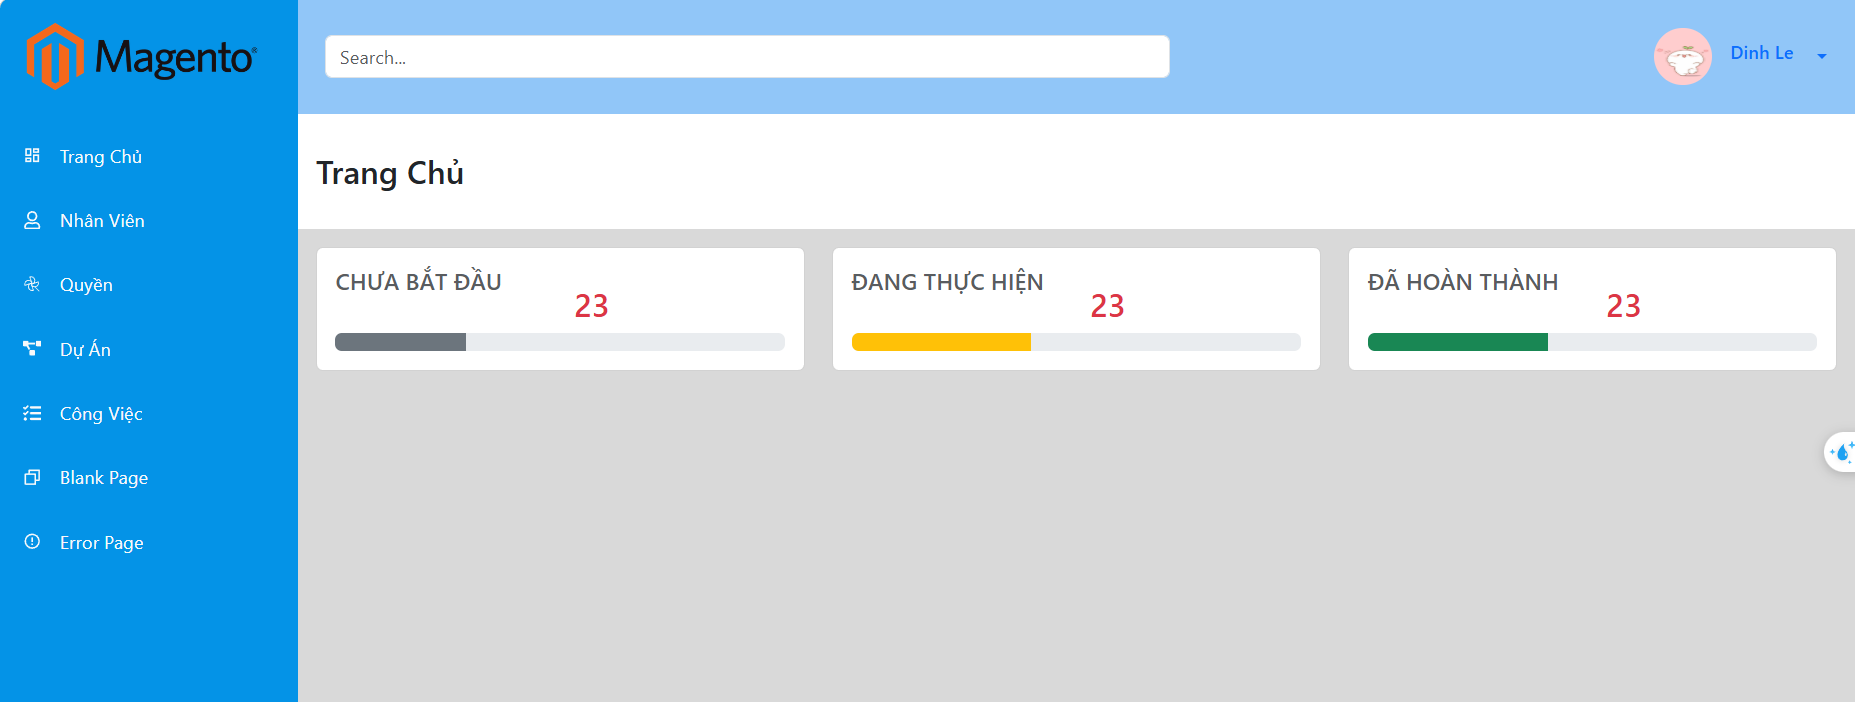 Magento®
Search...
Dinh Le
Trang Chủ
Nhân Viên
Quyền
Dự Án
Công Việc
Blank Page
Error Page
Trang Chủ
CHƯA BẮT ĐẦU
23
ĐANG THỰC HIỆN
23
ĐÃ HOÀN THÀNH
23